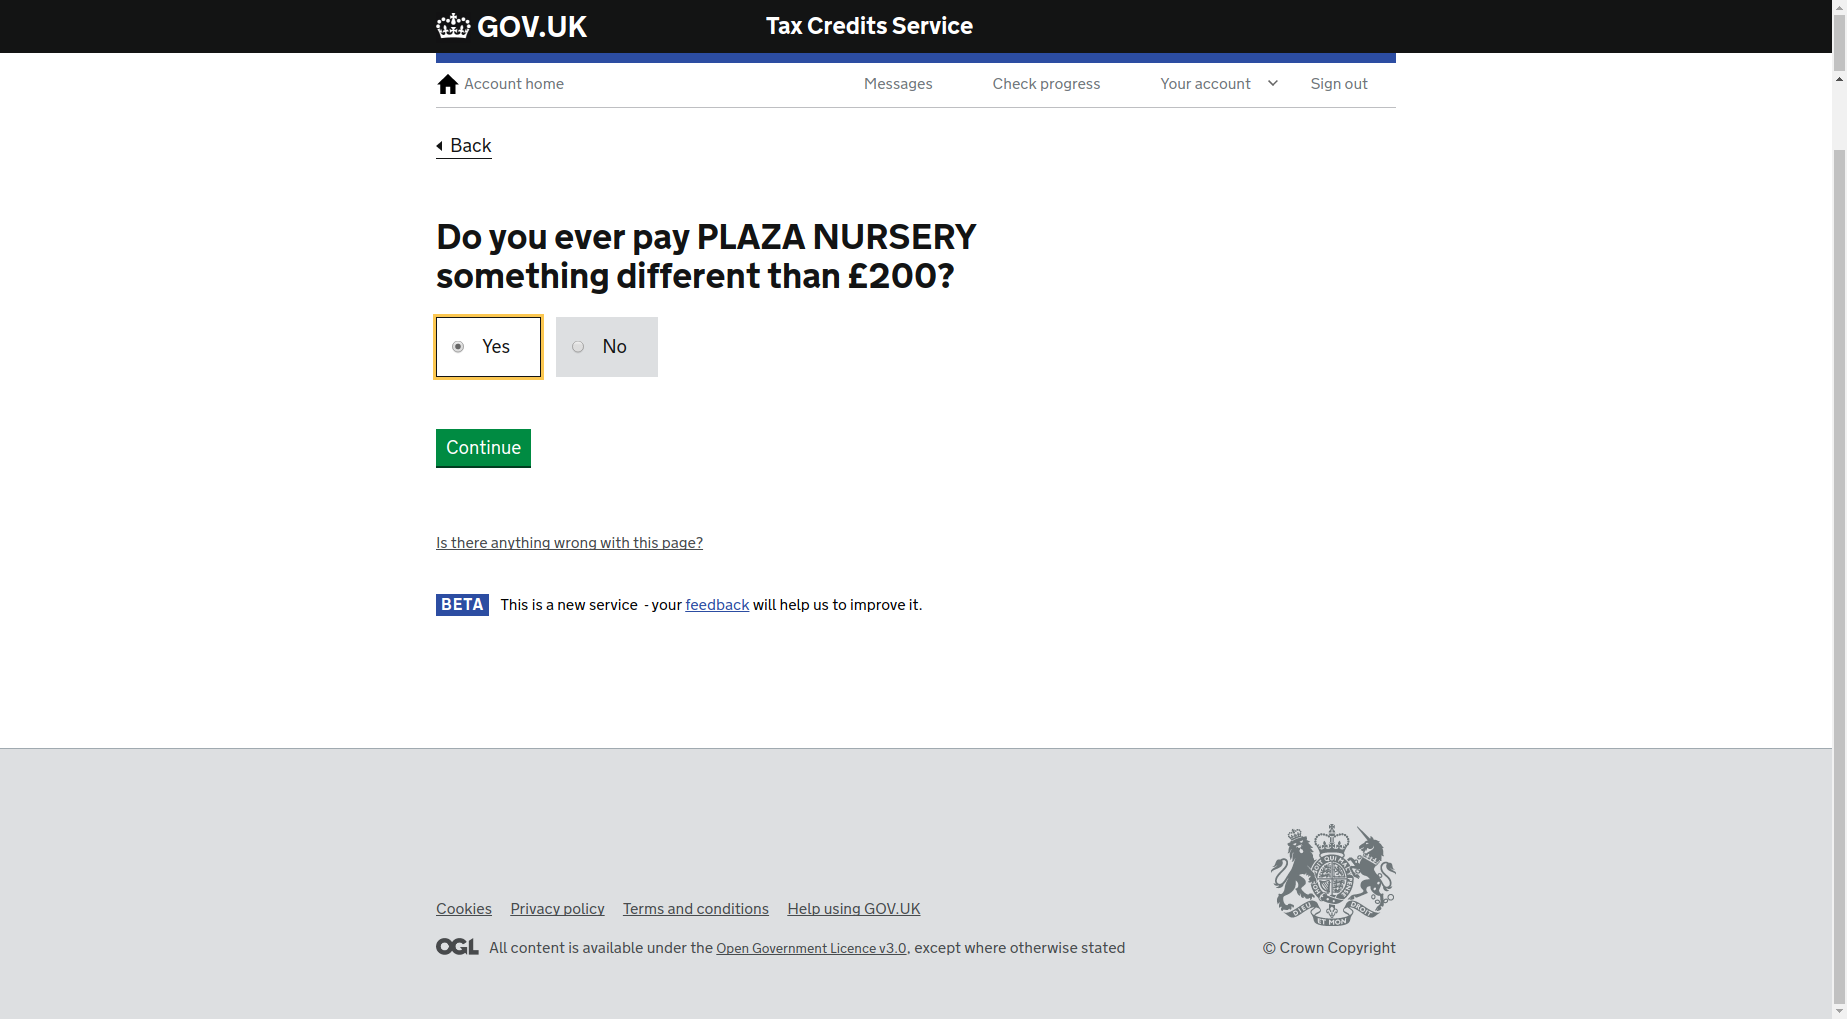 GOV.UK
Tax Credits Service
Account home
Messages
Check progress
Your account
Sign out
Back
Do you ever pay PLAZA NURSERY
something different than £200?
Yes
No
Continue
Is there anything wrong with this page?
BETA This is a new service - your feedback will help us to improve it.
Cookies
Privacy policy
Terms and conditions
Help using GOV.UK
OGL All content is available under the Open Government Licence v3.0, except where otherwise stated
© Crown Copyright